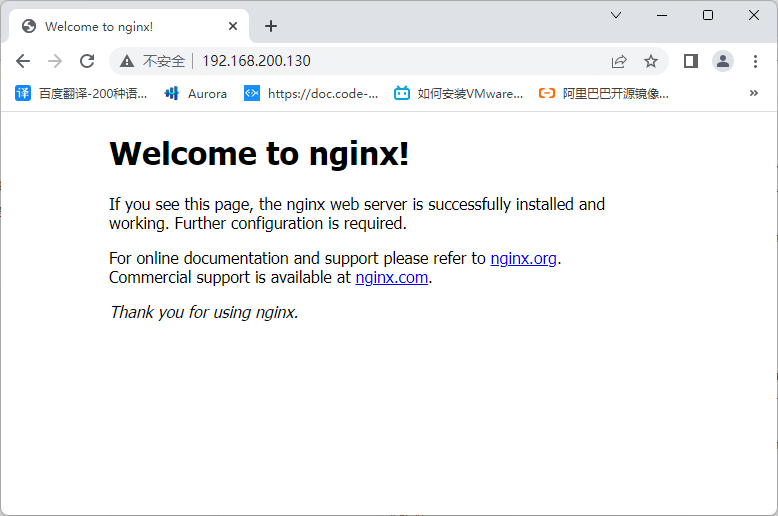 Welcome to nginx!
不安全 192.168.200.130
百度翻译-200种语... Aurora https://doc.code-... 如何安装VMware... 阿里巴巴开源镜像...
Welcome to nginx!
If you see this page, the nginx web server is successfully installed and
working. Further configuration is required.
For online documentation and support please refer to nginx.org.
Commercial support is available at nginx.com.
Thank you for using nginx.